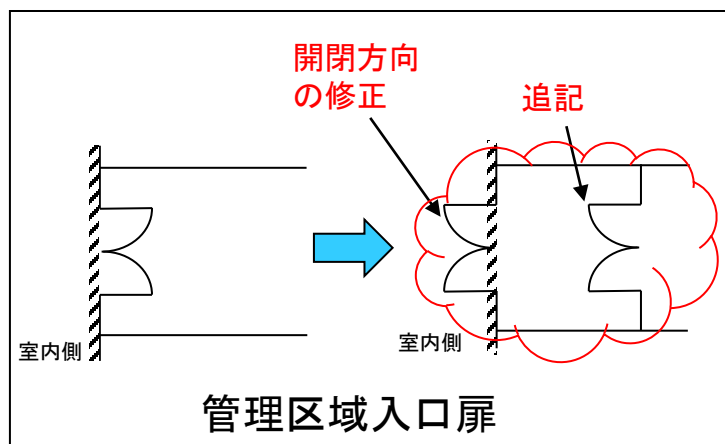 開閉方向
の修正
追記
室内側
室内側
管理区域入口扉